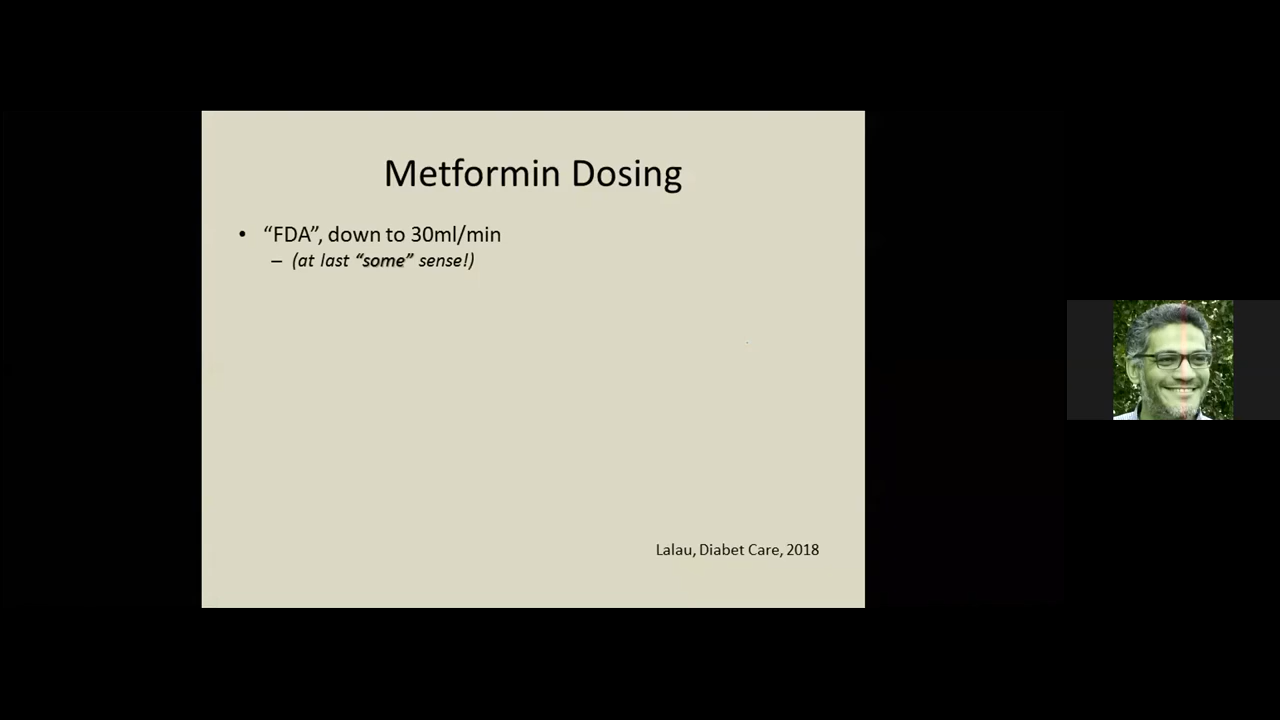 Metformin Dosing
• “FDA”, down to 30ml/min
– (at last “some” sense!)
Lalau, Diabet Care, 2018